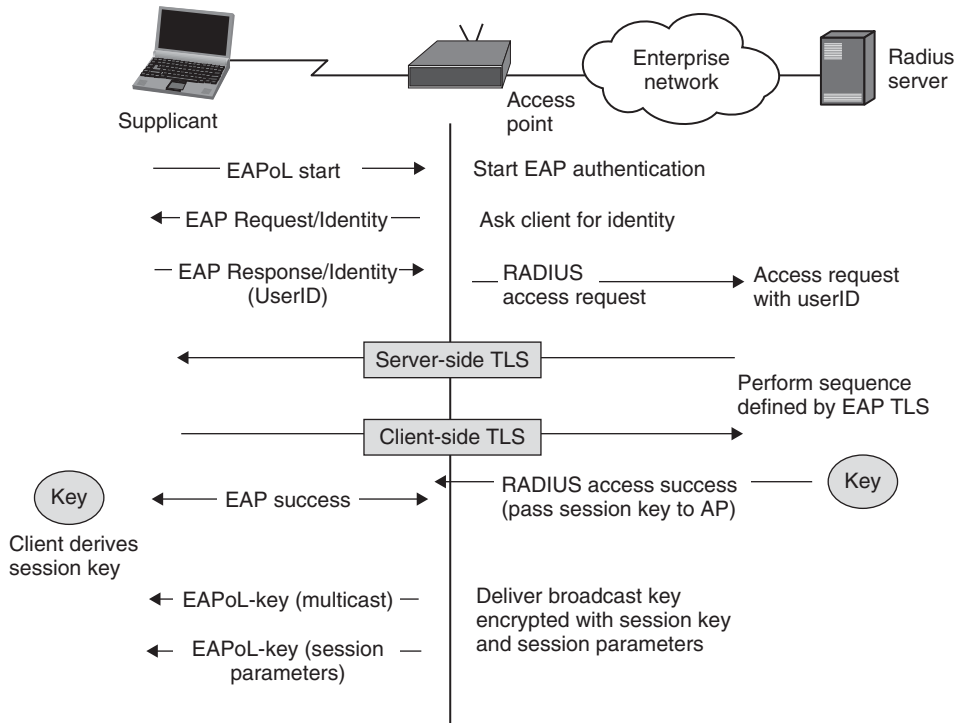 Supplicant
Access
point
Enterprise
network
Radius
server
EAPoL start
Start EAP authentication
EAP Request/Identity
Ask client for identity
EAP Response/Identity
(UserID)
RADIUS
access request
Access request
with userID
Server-side TLS
Perform sequence
defined by EAP TLS
Client-side TLS
Key
Client derives
session key
EAP success
RADIUS access success
(pass session key to AP)
Key
EAPoL-key (multicast)
Deliver broadcast key
encrypted with session key
and session parameters
EAPoL-key (session
parameters)